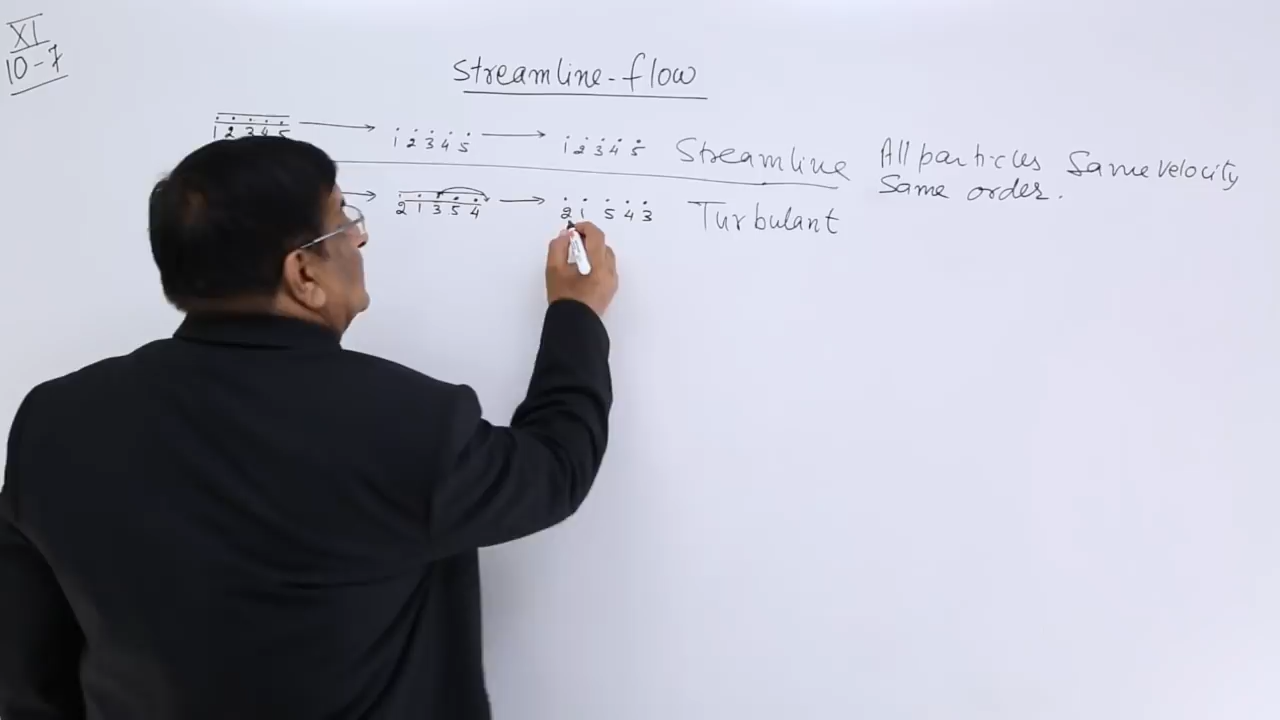 XI
10-7
Streamline-flow
1 2 3 4 5 → 1 2 3 4 5 → 1 2 3 4 5 Streamline All particles Same velocity
Same order.
→ 2 1 3 5 4 → 2 1 5 4 3 Turbulant